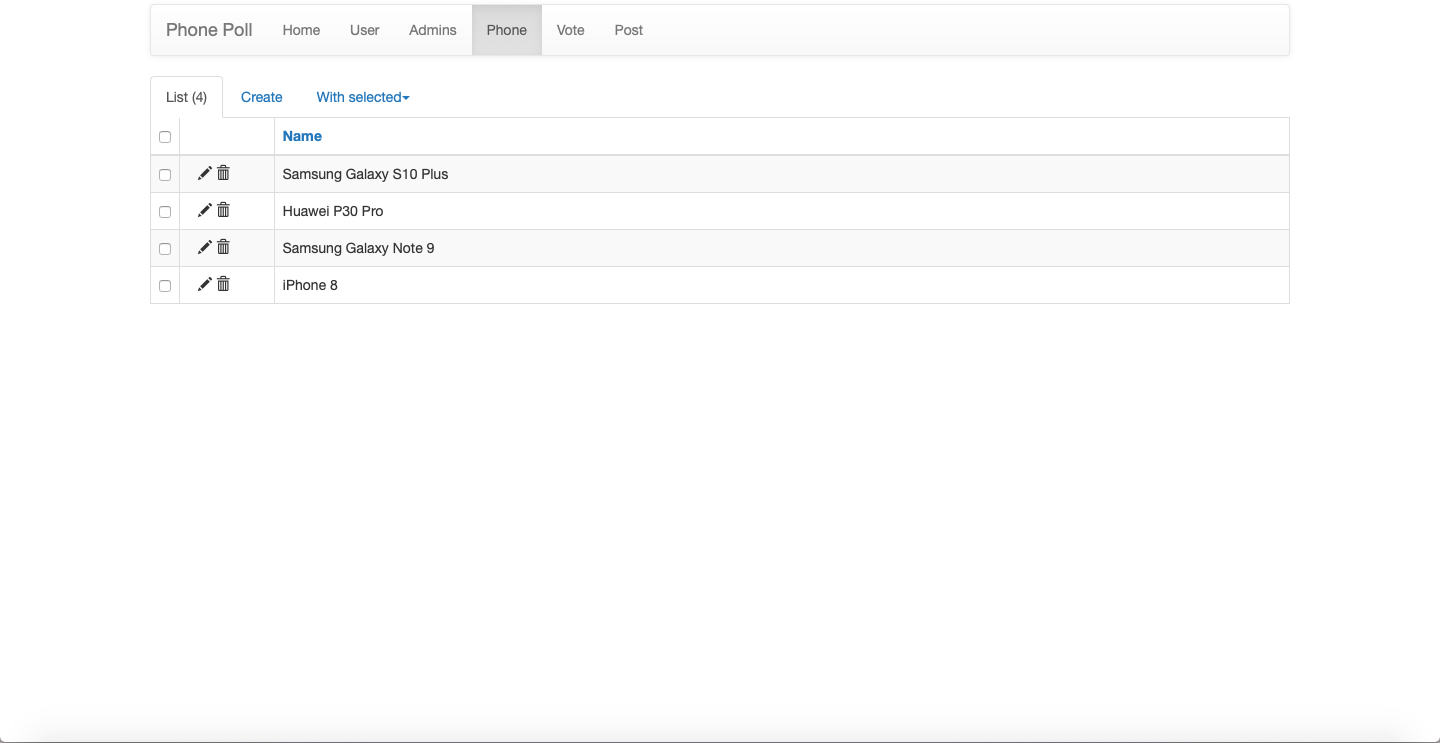 Phone Poll Home User Admins Phone Vote Post
List (4) Create With selected
Name
Samsung Galaxy S10 Plus
Huawei P30 Pro
Samsung Galaxy Note 9
iPhone 8